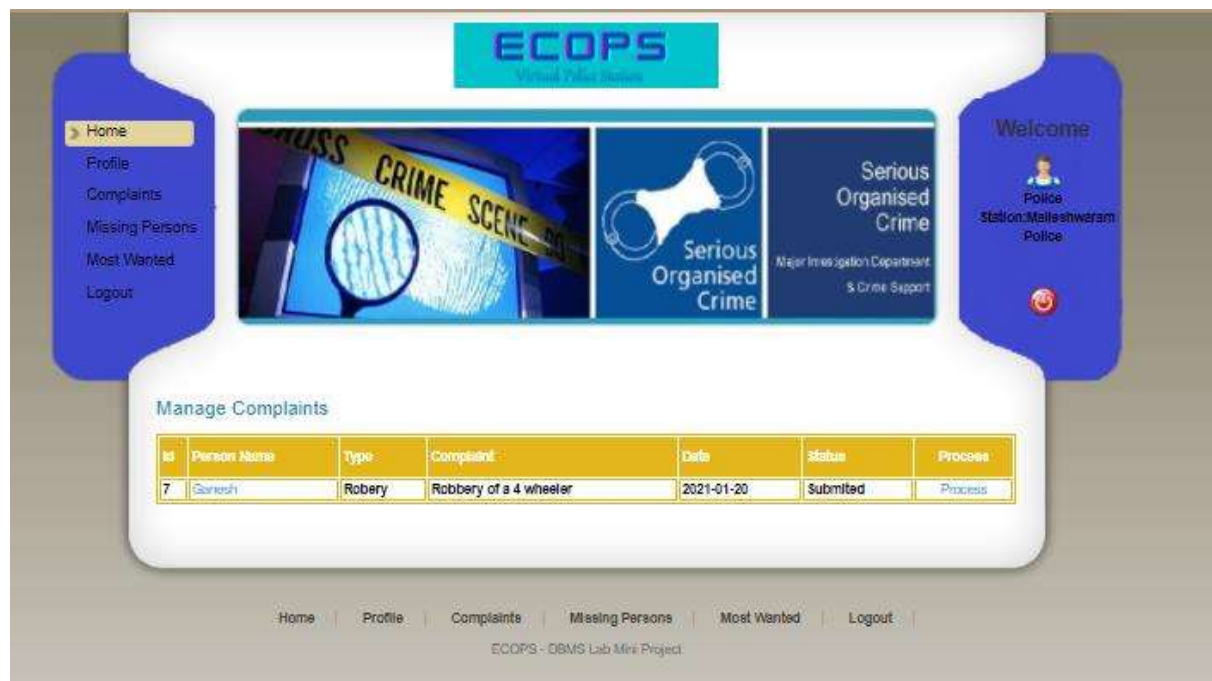 ECOPS
Virtual Police Station
Home
Profile
Complaints
Missing Persons
Most Wanted
Logout
CROSS CRIME SCENE DO
Serious
Organised
Crime
Serious
Organised
Crime
Major Investigation Department
& Crime Support
Welcome
Police
Station:Malleshwaram
Police
Manage Complaints
Id Person Name Type Complaint Date Status Process
7 Ganesh Robery Robbery of a 4 wheeler 2021-01-20 Submited Process
Home | Profile | Complaints | Missing Persons | Most Wanted | Logout |
ECOPS - DBMS Lab Mini Project